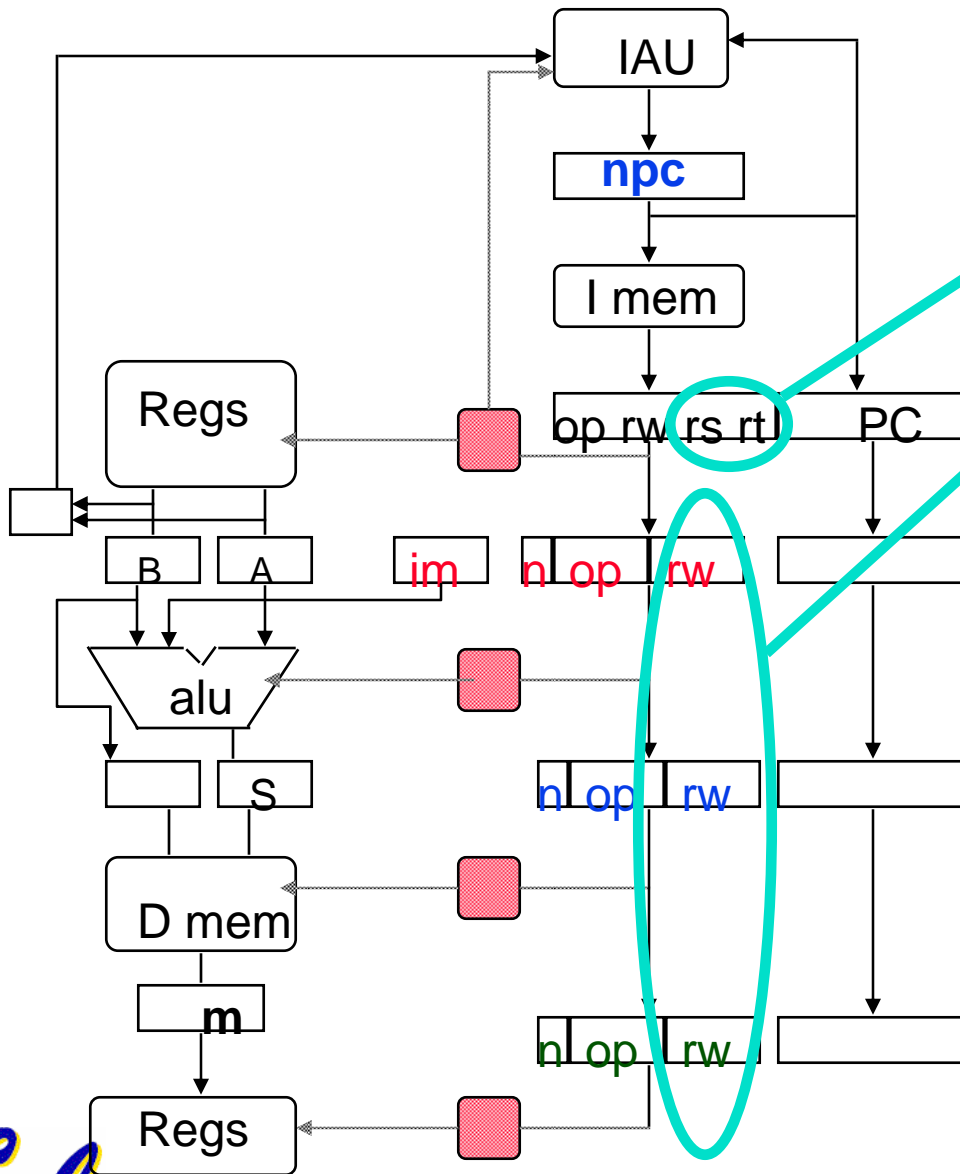 IAU
npc
I mem
Regs
op rw rs rt PC
B A im n op rw
alu
S n op rw
D mem
m
n op rw
Regs